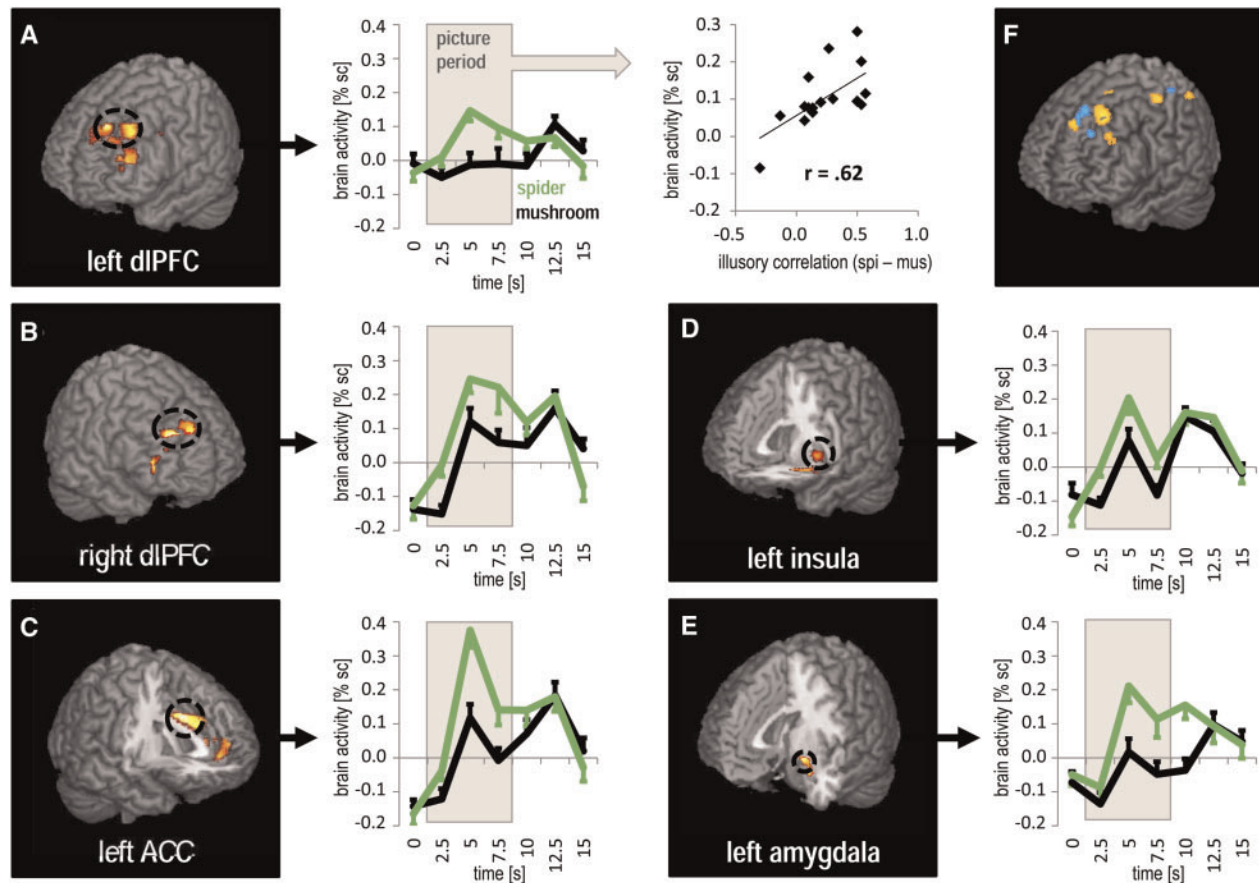 A
left dlPFC
brain activity [% sc]
0.4
0.3
0.2
0.1
0.0
-0.1
-0.2
picture
period
spider
mushroom
0
2.5
5
7.5
10
12.5
15
time [s]
brain activity [% sc]
0.3
0.2
0.1
0.0
0.1
0.2
r = .62
-0.5
0.0
0.5
1.0
illusory correlation (spi – mus)
F
B
right dlPFC
brain activity [% sc]
0.4
0.3
0.2
0.1
0.0
-0.1
-0.2
0
2.5
5
7.5
10
12.5
15
time [s]
D
left insula
brain activity [% sc]
0.4
0.3
0.2
0.1
0.0
-0.1
-0.2
0
2.5
5
7.5
10
12.5
15
time [s]
C
left ACC
brain activity [% sc]
0.4
0.3
0.2
0.1
0.0
-0.1
-0.2
0
2.5
5
7.5
10
12.5
15
time [s]
E
left amygdala
brain activity [% sc]
0.4
0.3
0.2
0.1
0.0
-0.1
-0.2
0
2.5
5
7.5
10
12.5
15
time [s]